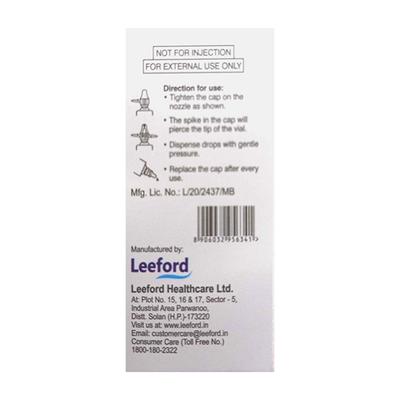 NOT FOR INJECTION
FOR EXTERNAL USE ONLY
Direction for use:
• Tighten the cap on the
nozzle as shown.
• The spike in the cap will
pierce the tip of the vial.
• Dispense drops with gentle
pressure.
• Replace the cap after every
use.
Mfg. Lic. No.: L/20/2437/MB
8906032956341>
Manufactured by:
Leeford
Leeford Healthcare Ltd.
At: Plot No. 15, 16 & 17, Sector - 5,
Industrial Area Parwanoo,
Distt. Solan (H.P.)-173220
Visit us at: www.leeford.in
Email: customercare@leeford.in
Consumer Care (Toll Free No.)
1800-180-2322